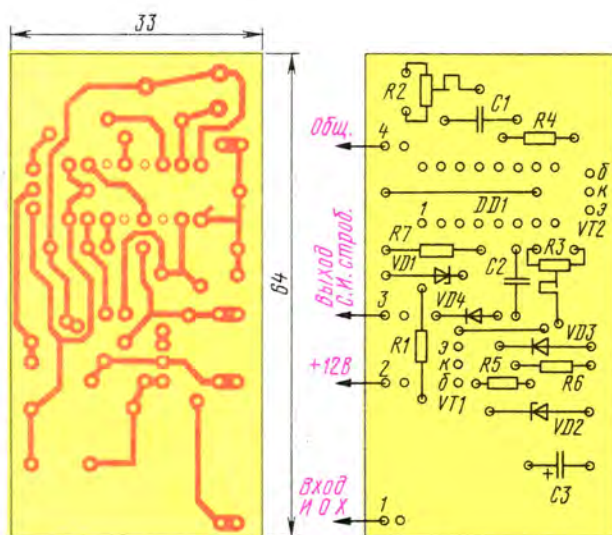 33
64
R2
C1
R4
Общ.
4
б
к
э
VT2
DD1
1
R7
C2
R3
VD1
Выход
С.И. строб.
3
VD4
R1
э
к
б
VD3
+12В
2
R5
R6
VT1
VD2
+
C3
Вход
И О Х
1